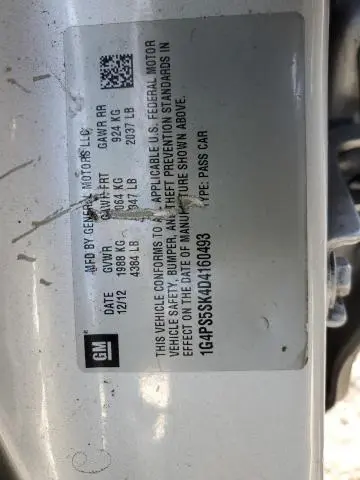 GM
MFD BY GENERAL MOTORS LLC
DATE GVWR GAWR FRT GAWR RR
12/12 1988 KG 064 KG 924 KG
4384 LB 347 LB 2037 LB
THIS VEHICLE CONFORMS TO ALL APPLICABLE U.S. FEDERAL MOTOR
VEHICLE SAFETY, BUMPER, AND THEFT PREVENTION STANDARDS IN
EFFECT ON THE DATE OF MANUFACTURE SHOWN ABOVE.
1G4PS5SK4D4160493 TYPE: PASS CAR